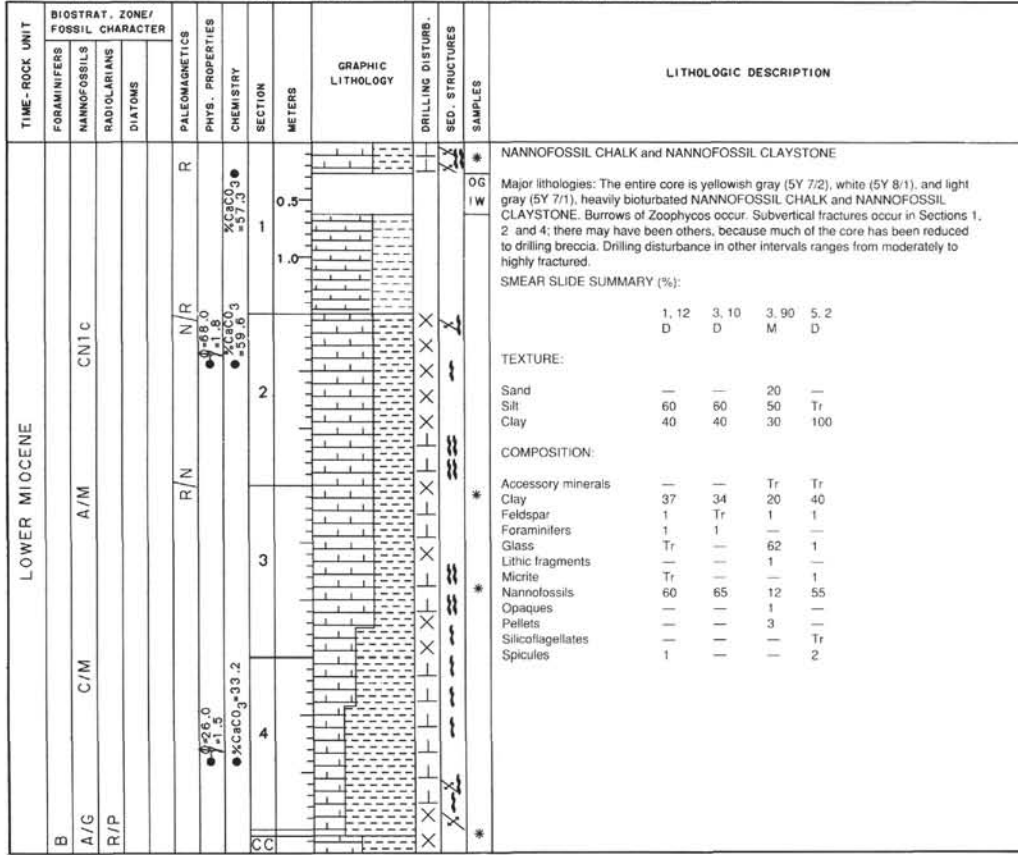 TIME-ROCK UNIT
BIOSTRAT. ZONE/
FOSSIL CHARACTER
FORAMINIFERS
NANNOFOSSILS
RADIOLARIANS
DIATOMS
PALEOMAGNETICS
PHYS. PROPERTIES
CHEMISTRY
SECTION
METERS
GRAPHIC
LITHOLOGY
DRILLING DISTURB.
SED. STRUCTURES
SAMPLES
LITHOLOGIC DESCRIPTION
LOWER MIOCENE
B
CN1c
A/M
C/M
A/G
R/P
R
N/R
R/N
Φ=68.0
γ=1.8
Φ=26.0
γ=1.5
%CaCO3
=57.3
%CaCO3
=59.6
%CaCO3=33.2
1
2
3
4
CC
0.5
1.0
*
OG
IW
*
*
*
NANNOFOSSIL CHALK and NANNOFOSSIL CLAYSTONE
Major lithologies: The entire core is yellowish gray (5Y 7/2), white (5Y 8/1), and light
gray (5Y 7/1), heavily bioturbated NANNOFOSSIL CHALK and NANNOFOSSIL
CLAYSTONE. Burrows of Zoophycos occur. Subvertical fractures occur in Sections 1,
2 and 4; there may have been others, because much of the core has been reduced
to drilling breccia. Drilling disturbance in other intervals ranges from moderately to
highly fractured.
SMEAR SLIDE SUMMARY (%):
1, 12 3, 10 3, 90 5, 2
D D M D
TEXTURE:
Sand — — 20 —
Silt 60 60 50 Tr
Clay 40 40 30 100
COMPOSITION:
Accessory minerals — — Tr Tr
Clay 37 34 20 40
Feldspar 1 Tr 1 1
Foraminifers 1 1 — —
Glass Tr — 62 1
Lithic fragments — — 1 —
Micrite Tr — — 1
Nannofossils 60 65 12 55
Opaques — — 1 —
Pellets — — 3 —
Silicoflagellates — — — Tr
Spicules 1 — — 2